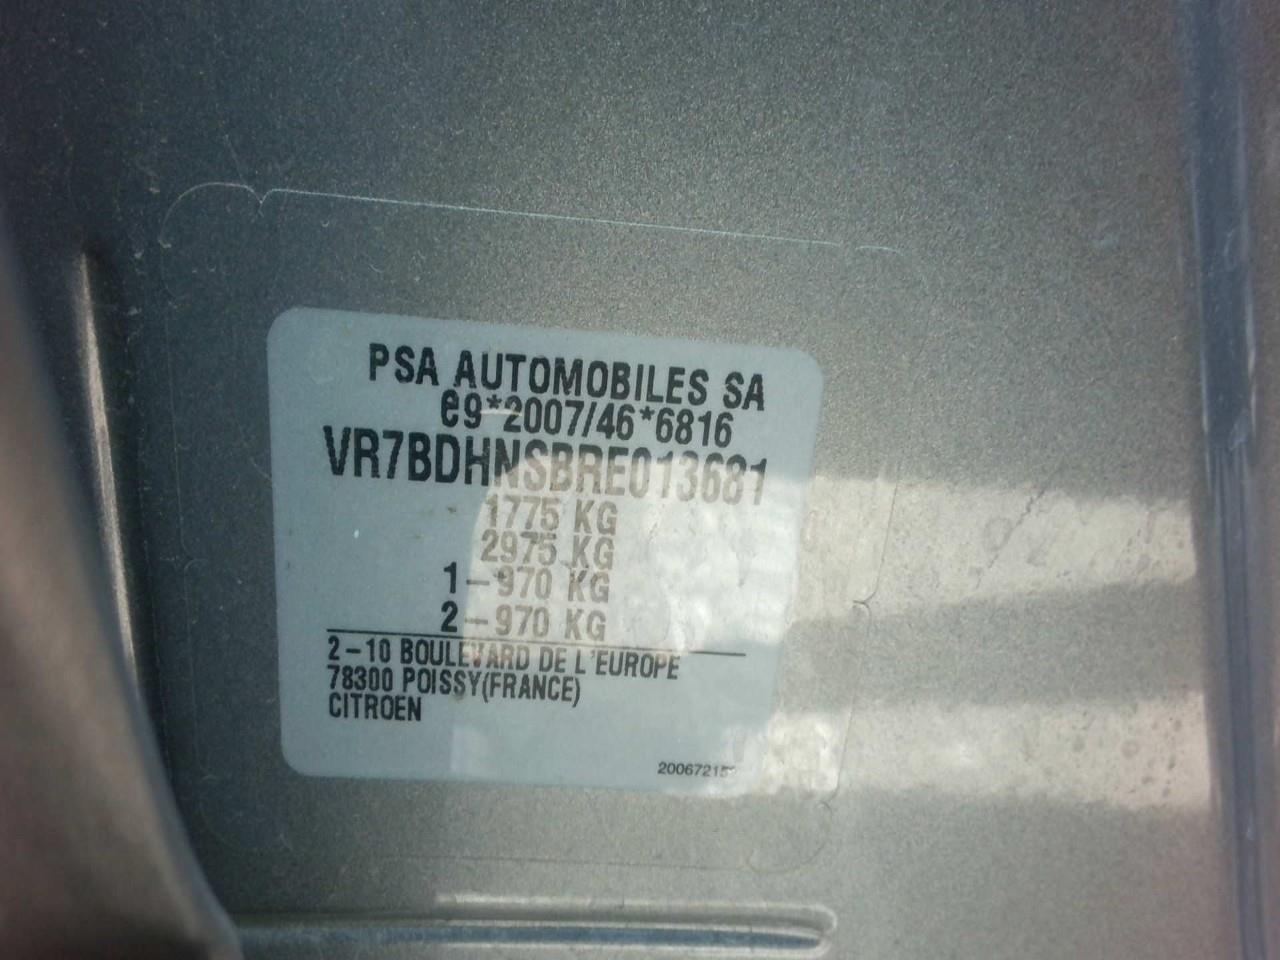 PSA AUTOMOBILES SA
e9*2007/46*6816
VR7BDHNSBRE013681
1775 KG
2975 KG
1-970 KG
2-970 KG
2-10 BOULEVARD DE L'EUROPE
78300 POISSY(FRANCE)
CITROEN